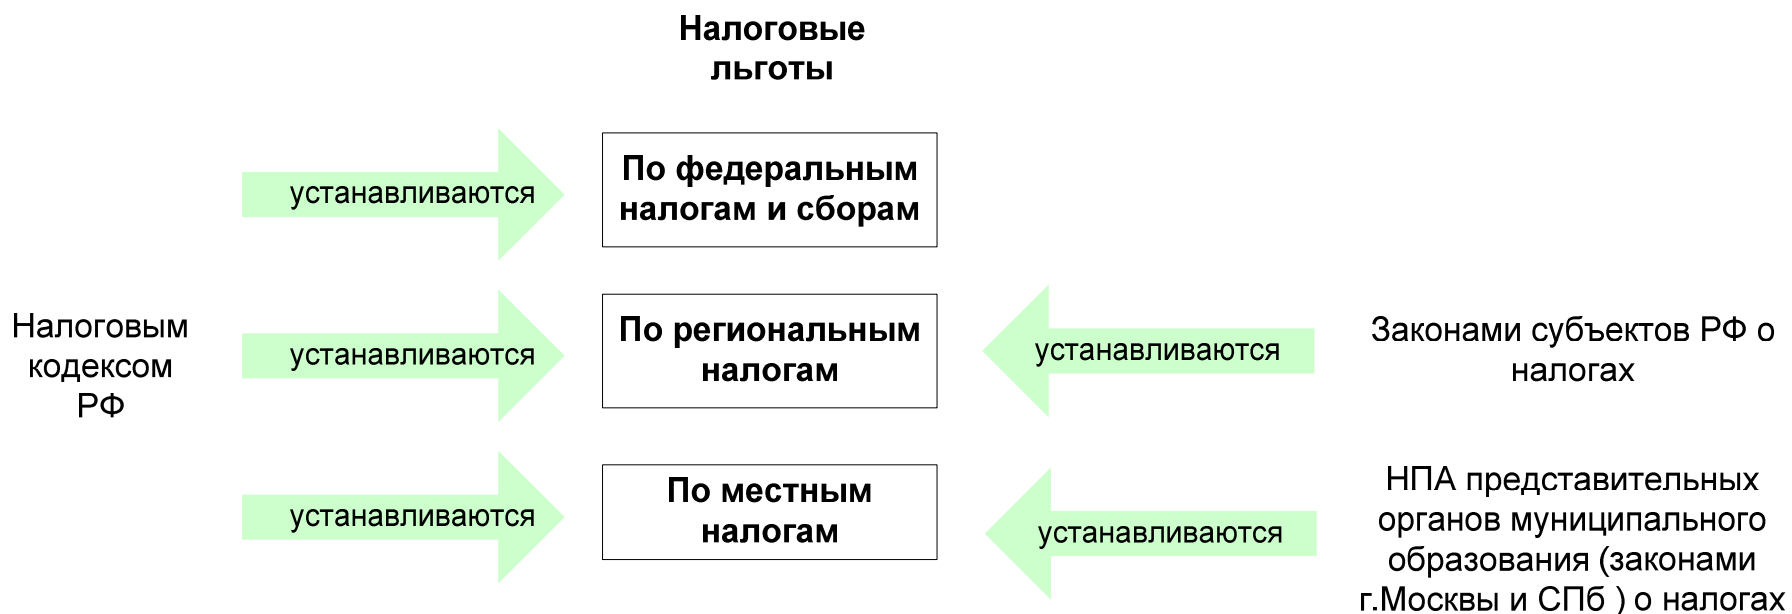 Налоговые
льготы
устанавливаются
По федеральным
налогам и сборам
Налоговым
кодексом
РФ
устанавливаются
По региональным
налогам
устанавливаются
Законами субъектов РФ о
налогах
устанавливаются
По местным
налогам
устанавливаются
НПА представительных
органов муниципального
образования (законами
г.Москвы и СПб ) о налогах